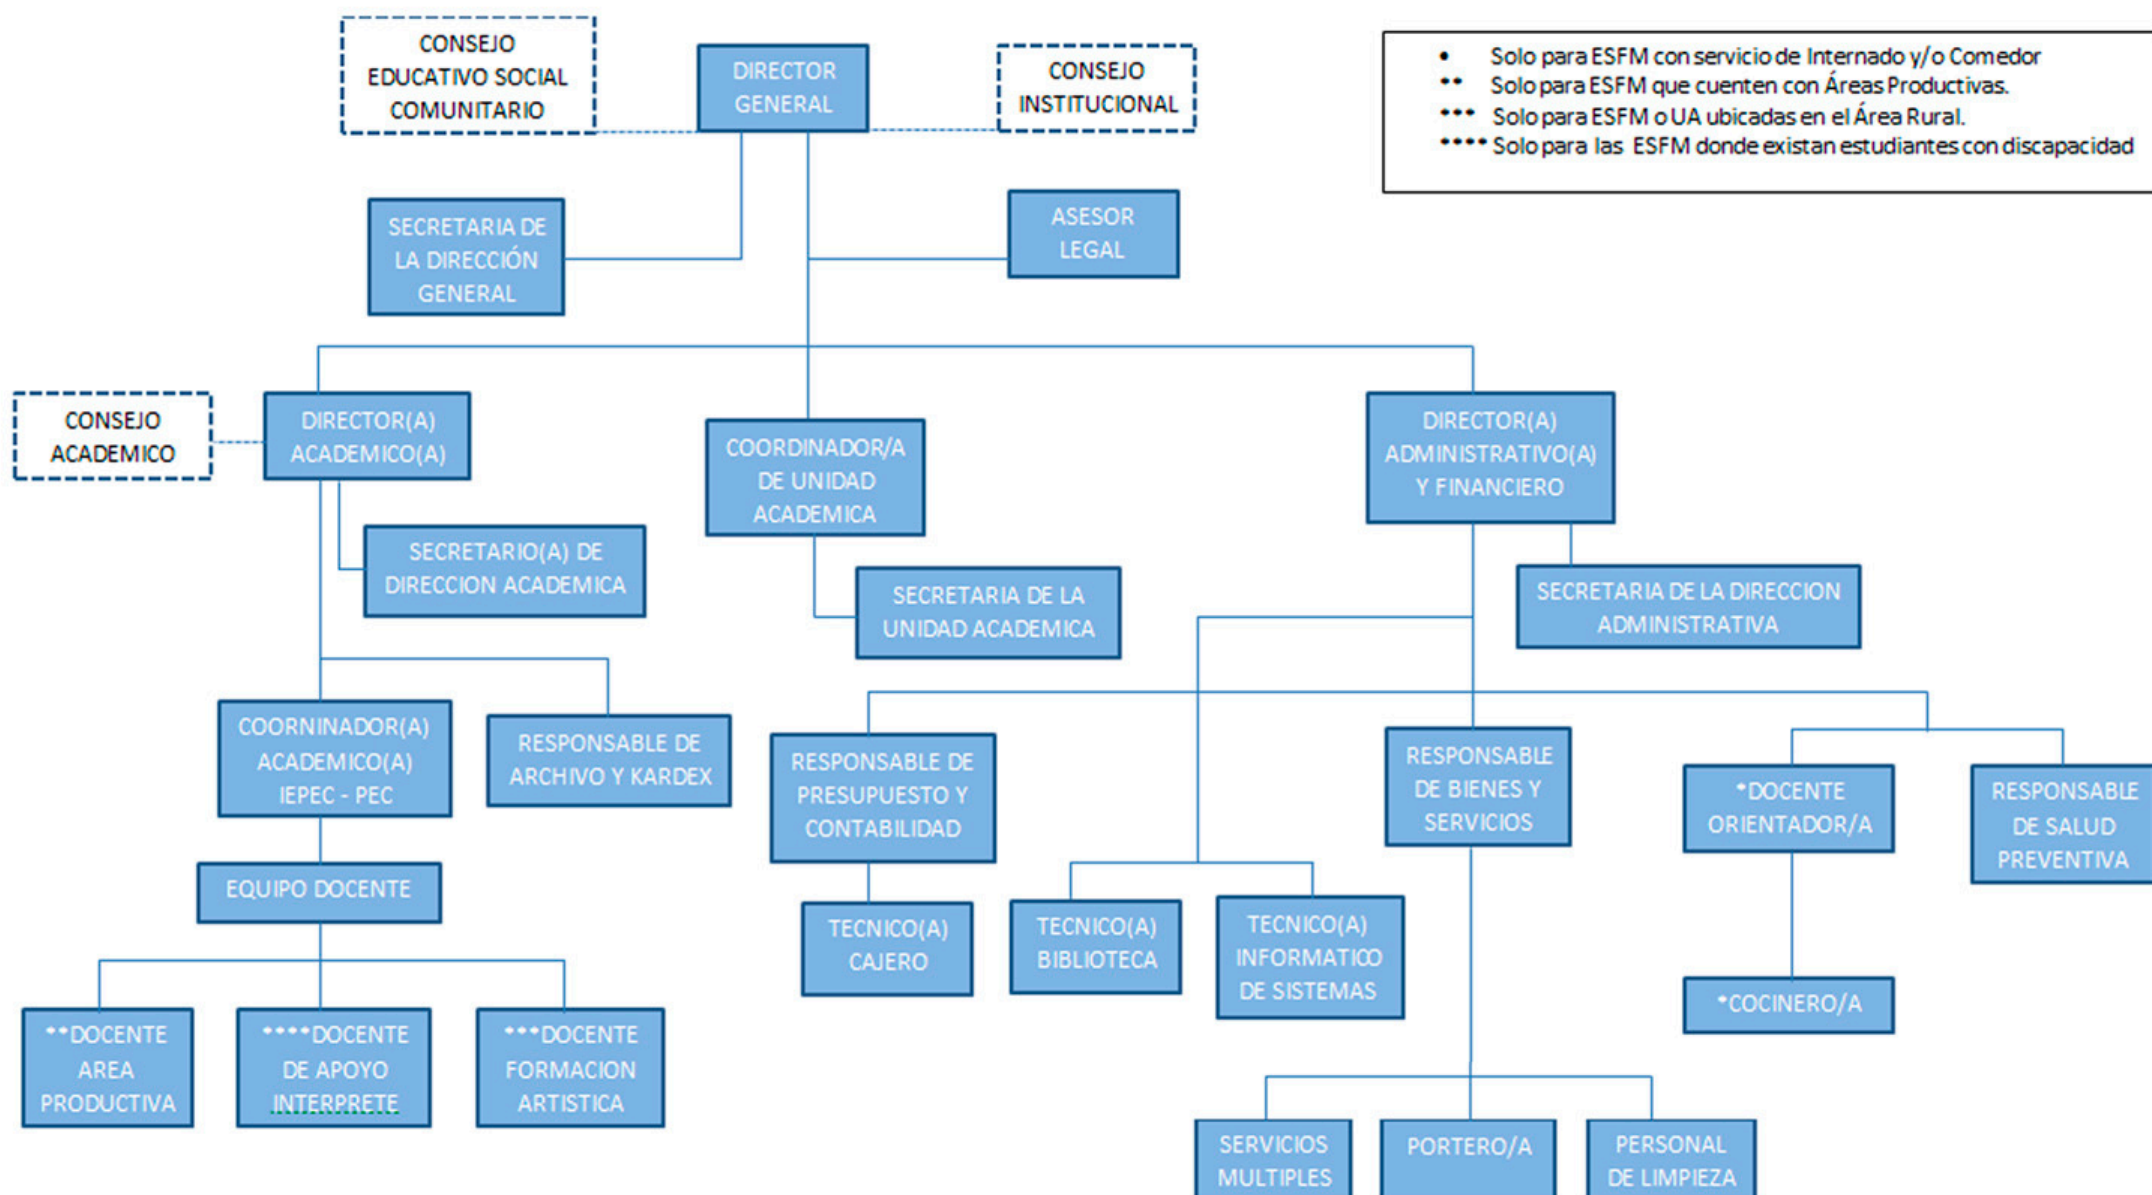 CONSEJO
EDUCATIVO SOCIAL
COMUNITARIO
DIRECTOR
GENERAL
CONSEJO
INSTITUCIONAL
• Solo para ESFM con servicio de Internado y/o Comedor
** Solo para ESFM que cuenten con Áreas Productivas.
*** Solo para ESFM o UA ubicadas en el Área Rural.
**** Solo para las ESFM donde existan estudiantes con discapacidad
SECRETARIA DE
LA DIRECCIÓN
GENERAL
ASESOR
LEGAL
CONSEJO
ACADEMICO
DIRECTOR(A)
ACADEMICO(A)
COORDINADOR/A
DE UNIDAD
ACADEMICA
DIRECTOR(A)
ADMINISTRATIVO(A)
Y FINANCIERO
SECRETARIO(A) DE
DIRECCION ACADEMICA
SECRETARIA DE LA
UNIDAD ACADEMICA
SECRETARIA DE LA DIRECCION
ADMINISTRATIVA
COORNINADOR(A)
ACADEMICO(A)
IEPEC - PEC
RESPONSABLE DE
ARCHIVO Y KARDEX
RESPONSABLE DE
PRESUPUESTO Y
CONTABILIDAD
RESPONSABLE
DE BIENES Y
SERVICIOS
*DOCENTE
ORIENTADOR/A
RESPONSABLE
DE SALUD
PREVENTIVA
EQUIPO DOCENTE
TECNICO(A)
CAJERO
TECNICO(A)
BIBLIOTECA
TECNICO(A)
INFORMATICO
DE SISTEMAS
*COCINERO/A
**DOCENTE
AREA
PRODUCTIVA
****DOCENTE
DE APOYO
INTERPRETE
***DOCENTE
FORMACION
ARTISTICA
SERVICIOS
MULTIPLES
PORTERO/A
PERSONAL
DE LIMPIEZA